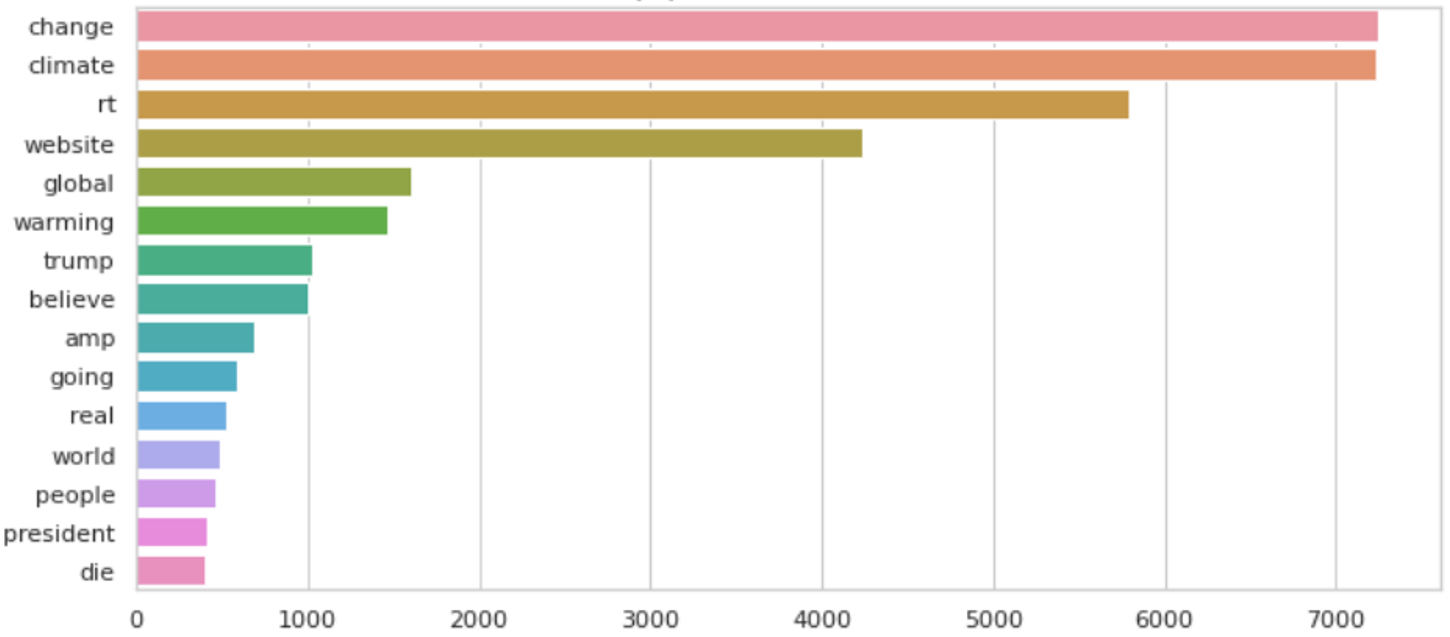 change
climate
rt
website
global
warming
trump
believe
amp
going
real
world
people
president
die
0 1000 2000 3000 4000 5000 6000 7000